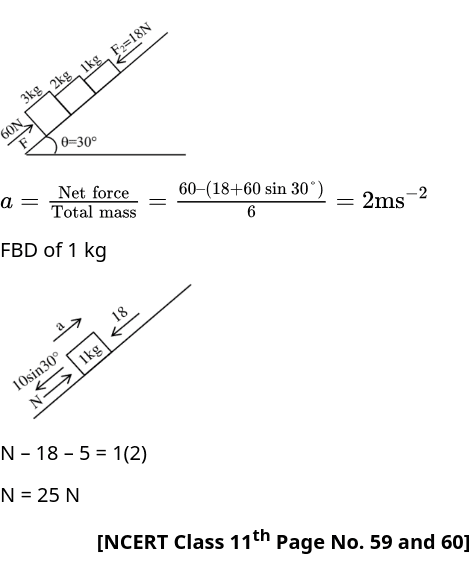 F₂=18N
1kg
2kg
3kg
60N
F
θ=30°
a = Net force / Total mass = 60–(18+60 sin 30°) / 6 = 2ms⁻²
FBD of 1 kg
a
18
1kg
10sin30°
N
N – 18 – 5 = 1(2)
N = 25 N
[NCERT Class 11th Page No. 59 and 60]